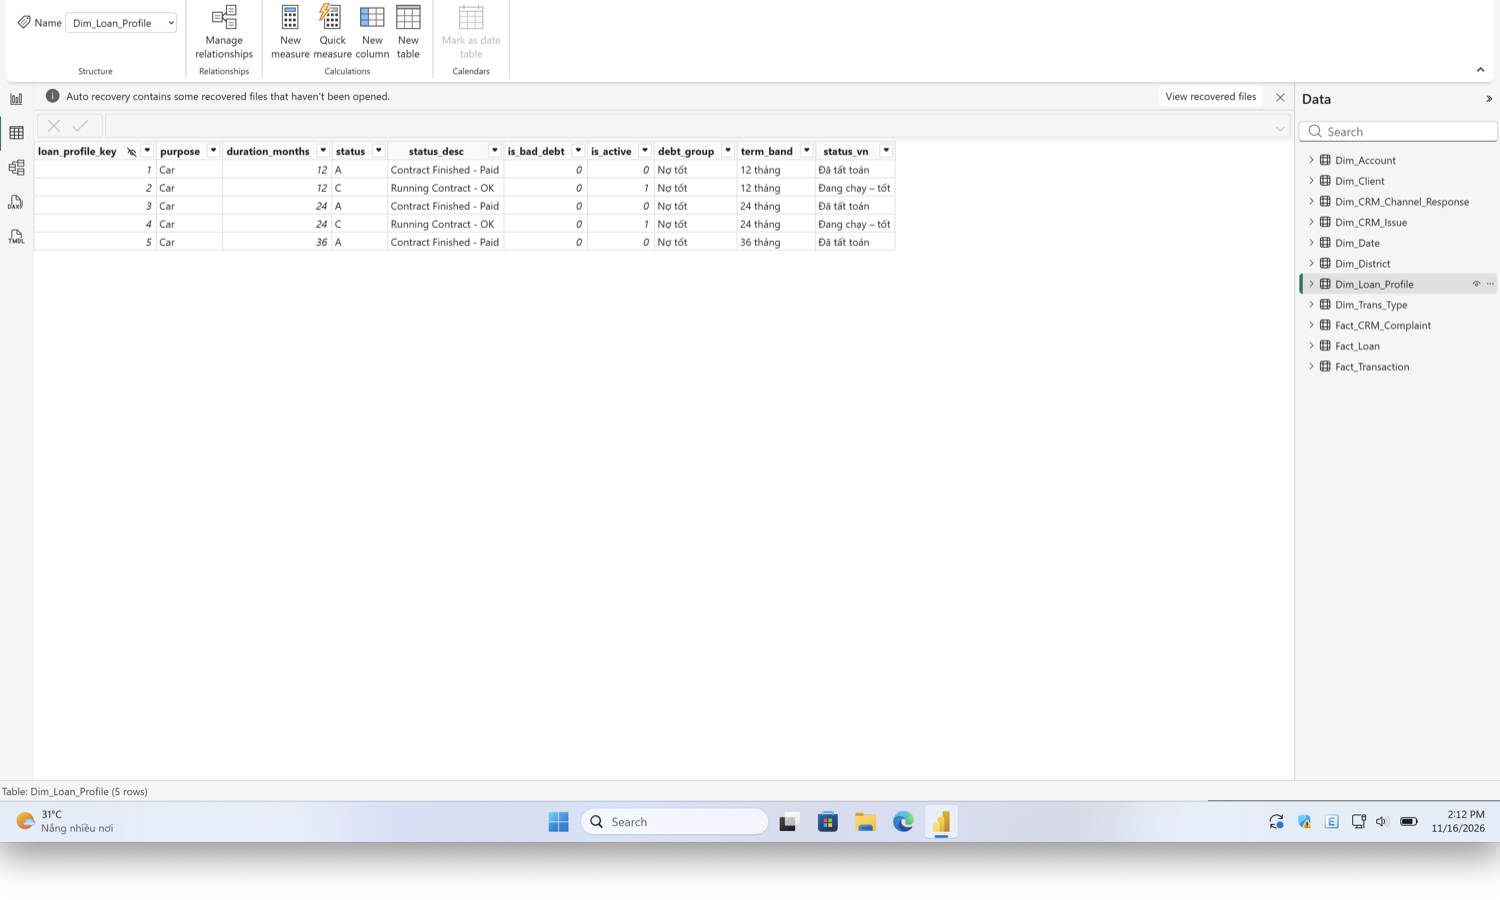 Name Dim_Loan_Profile
Manage relationships
New measure
Quick measure
New column
New table
Mark as date table
Structure
Relationships
Calculations
Calendars
Auto recovery contains some recovered files that haven't been opened.
View recovered files
DAX
TMDL
loan_profile_key purpose duration_months status status_desc is_bad_debt is_active debt_group term_band status_vn
1 Car 12 A Contract Finished - Paid 0 0 Nợ tốt 12 tháng Đã tất toán
2 Car 12 C Running Contract - OK 0 1 Nợ tốt 12 tháng Đang chạy – tốt
3 Car 24 A Contract Finished - Paid 0 0 Nợ tốt 24 tháng Đã tất toán
4 Car 24 C Running Contract - OK 0 1 Nợ tốt 24 tháng Đang chạy – tốt
5 Car 36 A Contract Finished - Paid 0 0 Nợ tốt 36 tháng Đã tất toán
Data
Search
Dim_Account
Dim_Client
Dim_CRM_Channel_Response
Dim_CRM_Issue
Dim_Date
Dim_District
Dim_Loan_Profile
Dim_Trans_Type
Fact_CRM_Complaint
Fact_Loan
Fact_Transaction
Table: Dim_Loan_Profile (5 rows)
31°C
Nắng nhiều nơi
Search
E
2:12 PM
11/16/2026